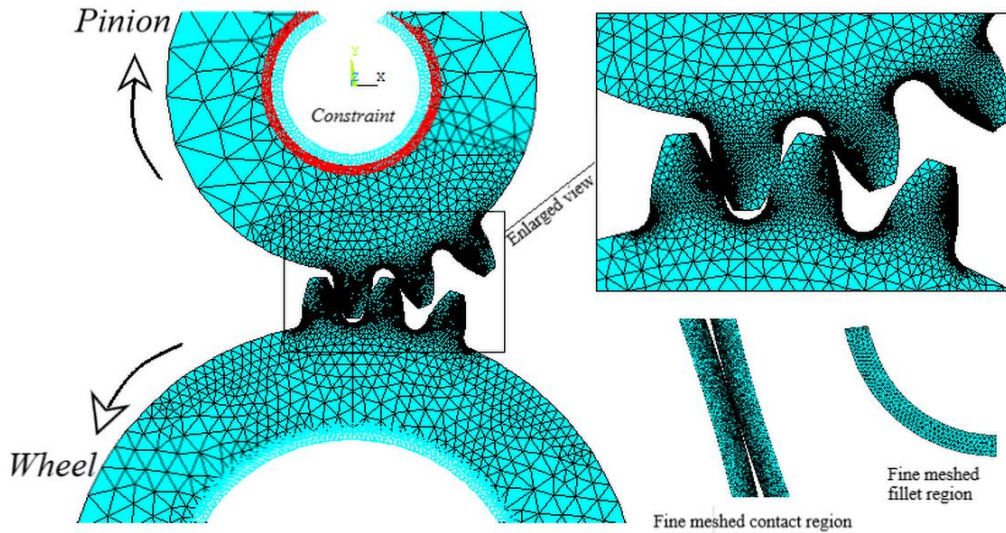 Pinion
Y
Z
X
Constraint
Enlarged view
Wheel
Fine meshed
fillet region
Fine meshed contact region